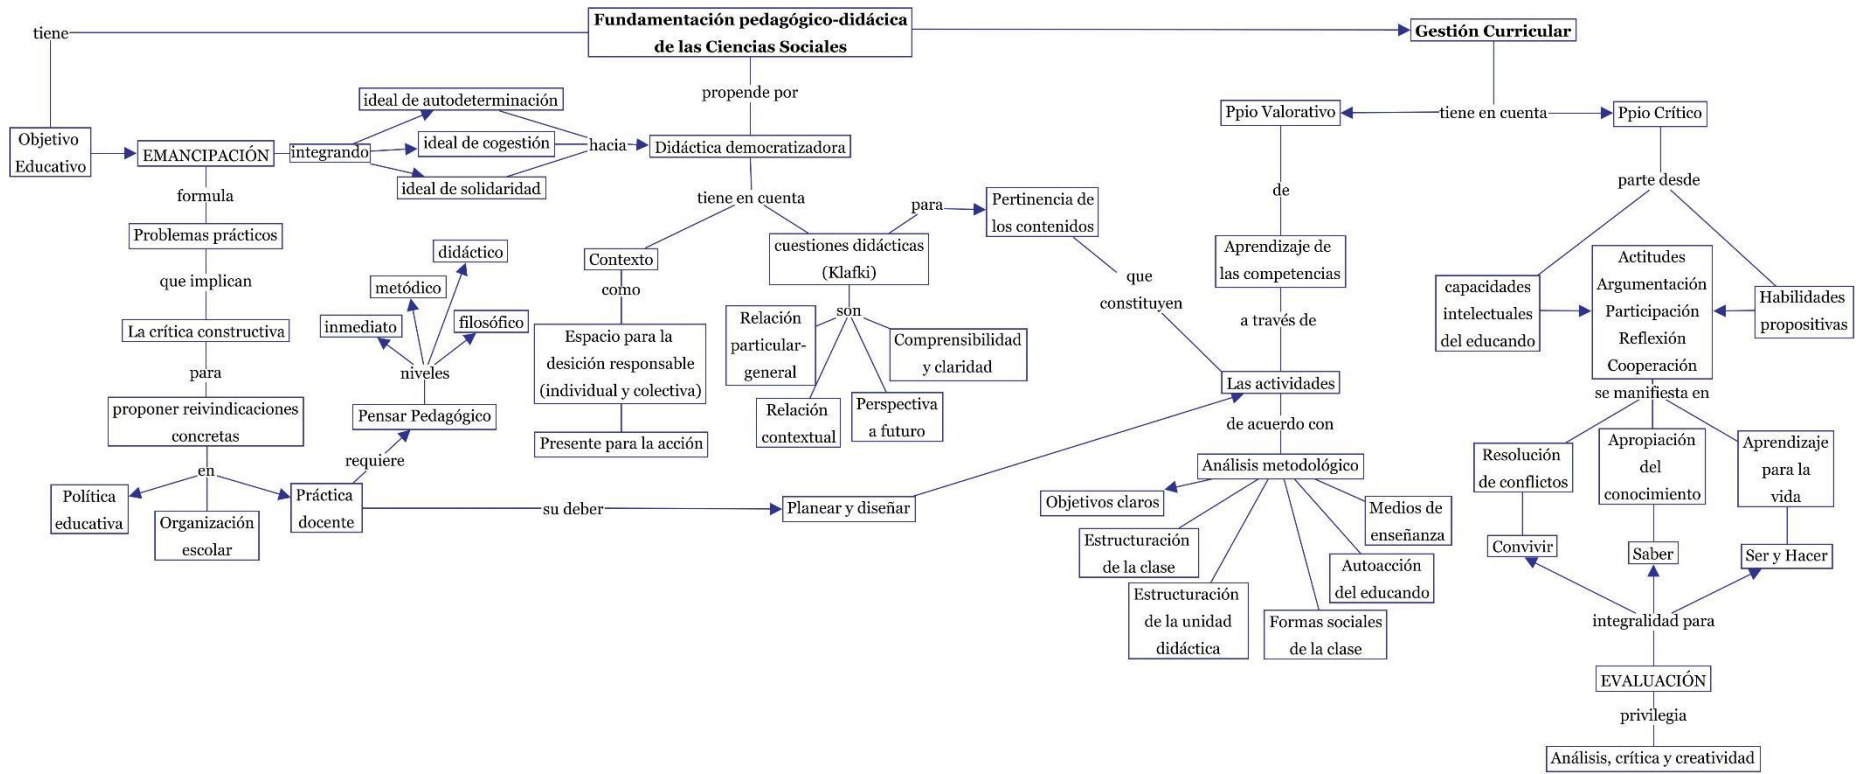 Fundamentación pedagógico-didácica
de las Ciencias Sociales
tiene
Objetivo
Educativo
EMANCIPACIÓN
integrando
ideal de autodeterminación
ideal de cogestión
ideal de solidaridad
hacia
propende por
Didáctica democratizadora
formula
Problemas prácticos
que implican
La crítica constructiva
para
proponer reivindicaciones
concretas
en
Política
educativa
Organización
escolar
Práctica
docente
requiere
Pensar Pedagógico
niveles
inmediato
metódico
didáctico
filosófico
su deber
Planear y diseñar
tiene en cuenta
Contexto
como
Espacio para la
desición responsable
(individual y colectiva)
Presente para la acción
cuestiones didácticas
(Klafki)
son
Relación
particular-
general
Relación
contextual
Perspectiva
a futuro
Comprensibilidad
y claridad
para
Pertinencia de
los contenidos
que
constituyen
Gestión Curricular
tiene en cuenta
Ppio Valorativo
de
Aprendizaje de
las competencias
a través de
Las actividades
de acuerdo con
Análisis metodológico
Objetivos claros
Estructuración
de la clase
Estructuración
de la unidad
didáctica
Formas sociales
de la clase
Autoacción
del educando
Medios de
enseñanza
Ppio Crítico
parte desde
capacidades
intelectuales
del educando
Actitudes
Argumentación
Participación
Reflexión
Cooperación
Habilidades
propositivas
se manifiesta en
Resolución
de conflictos
Apropiación
del
conocimiento
Aprendizaje
para la
vida
Convivir
Saber
Ser y Hacer
integralidad para
EVALUACIÓN
privilegia
Análisis, crítica y creatividad